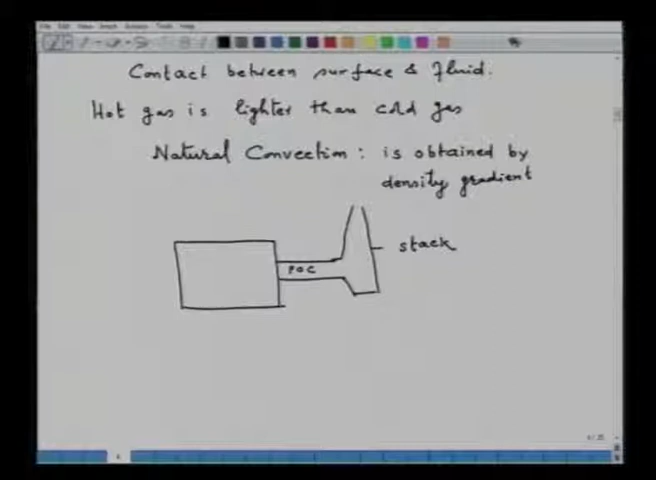 Contact between surface & fluid.
Hot gas is lighter than cold gas
Natural Convection : is obtained by
density gradient
stack
POC